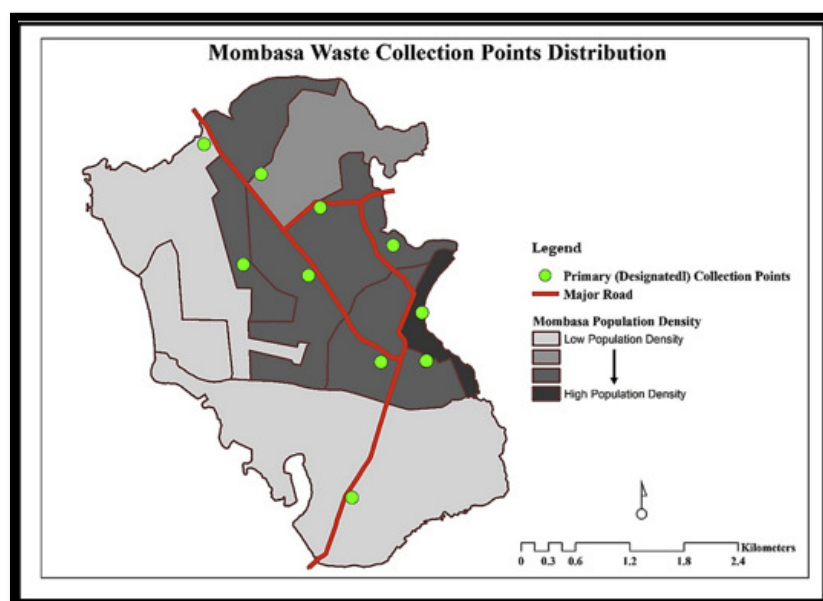 Mombasa Waste Collection Points Distribution
Legend
Primary (Designatedl) Collection Points
Major Road
Mombasa Population Density
Low Population Density
High Population Density
Kilometers
0 0.3 0.6 1.2 1.8 2.4